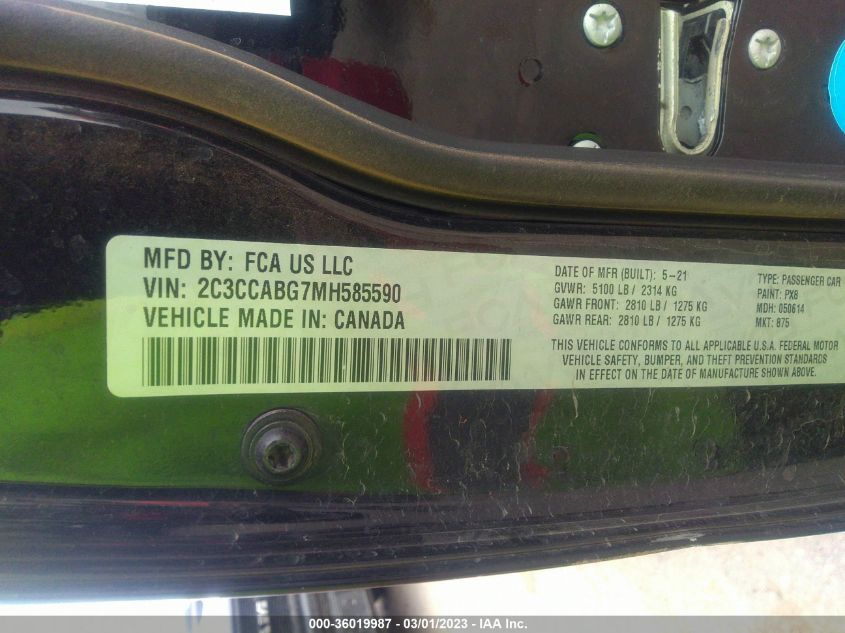 MFD BY: FCA US LLC
VIN: 2C3CCABG7MH585590
VEHICLE MADE IN: CANADA
DATE OF MFR (BUILT): 5-21
GVWR: 5100 LB / 2314 KG
GAWR FRONT: 2810 LB / 1275 KG
GAWR REAR: 2810 LB / 1275 KG
TYPE: PASSENGER CAR
PAINT: PX8
MDH: 050614
MKT: 875
THIS VEHICLE CONFORMS TO ALL APPLICABLE U.S.A. FEDERAL MOTOR
VEHICLE SAFETY, BUMPER, AND THEFT PREVENTION STANDARDS
IN EFFECT ON THE DATE OF MANUFACTURE SHOWN ABOVE.
000-36019987 - 03/01/2023 - IAA Inc.